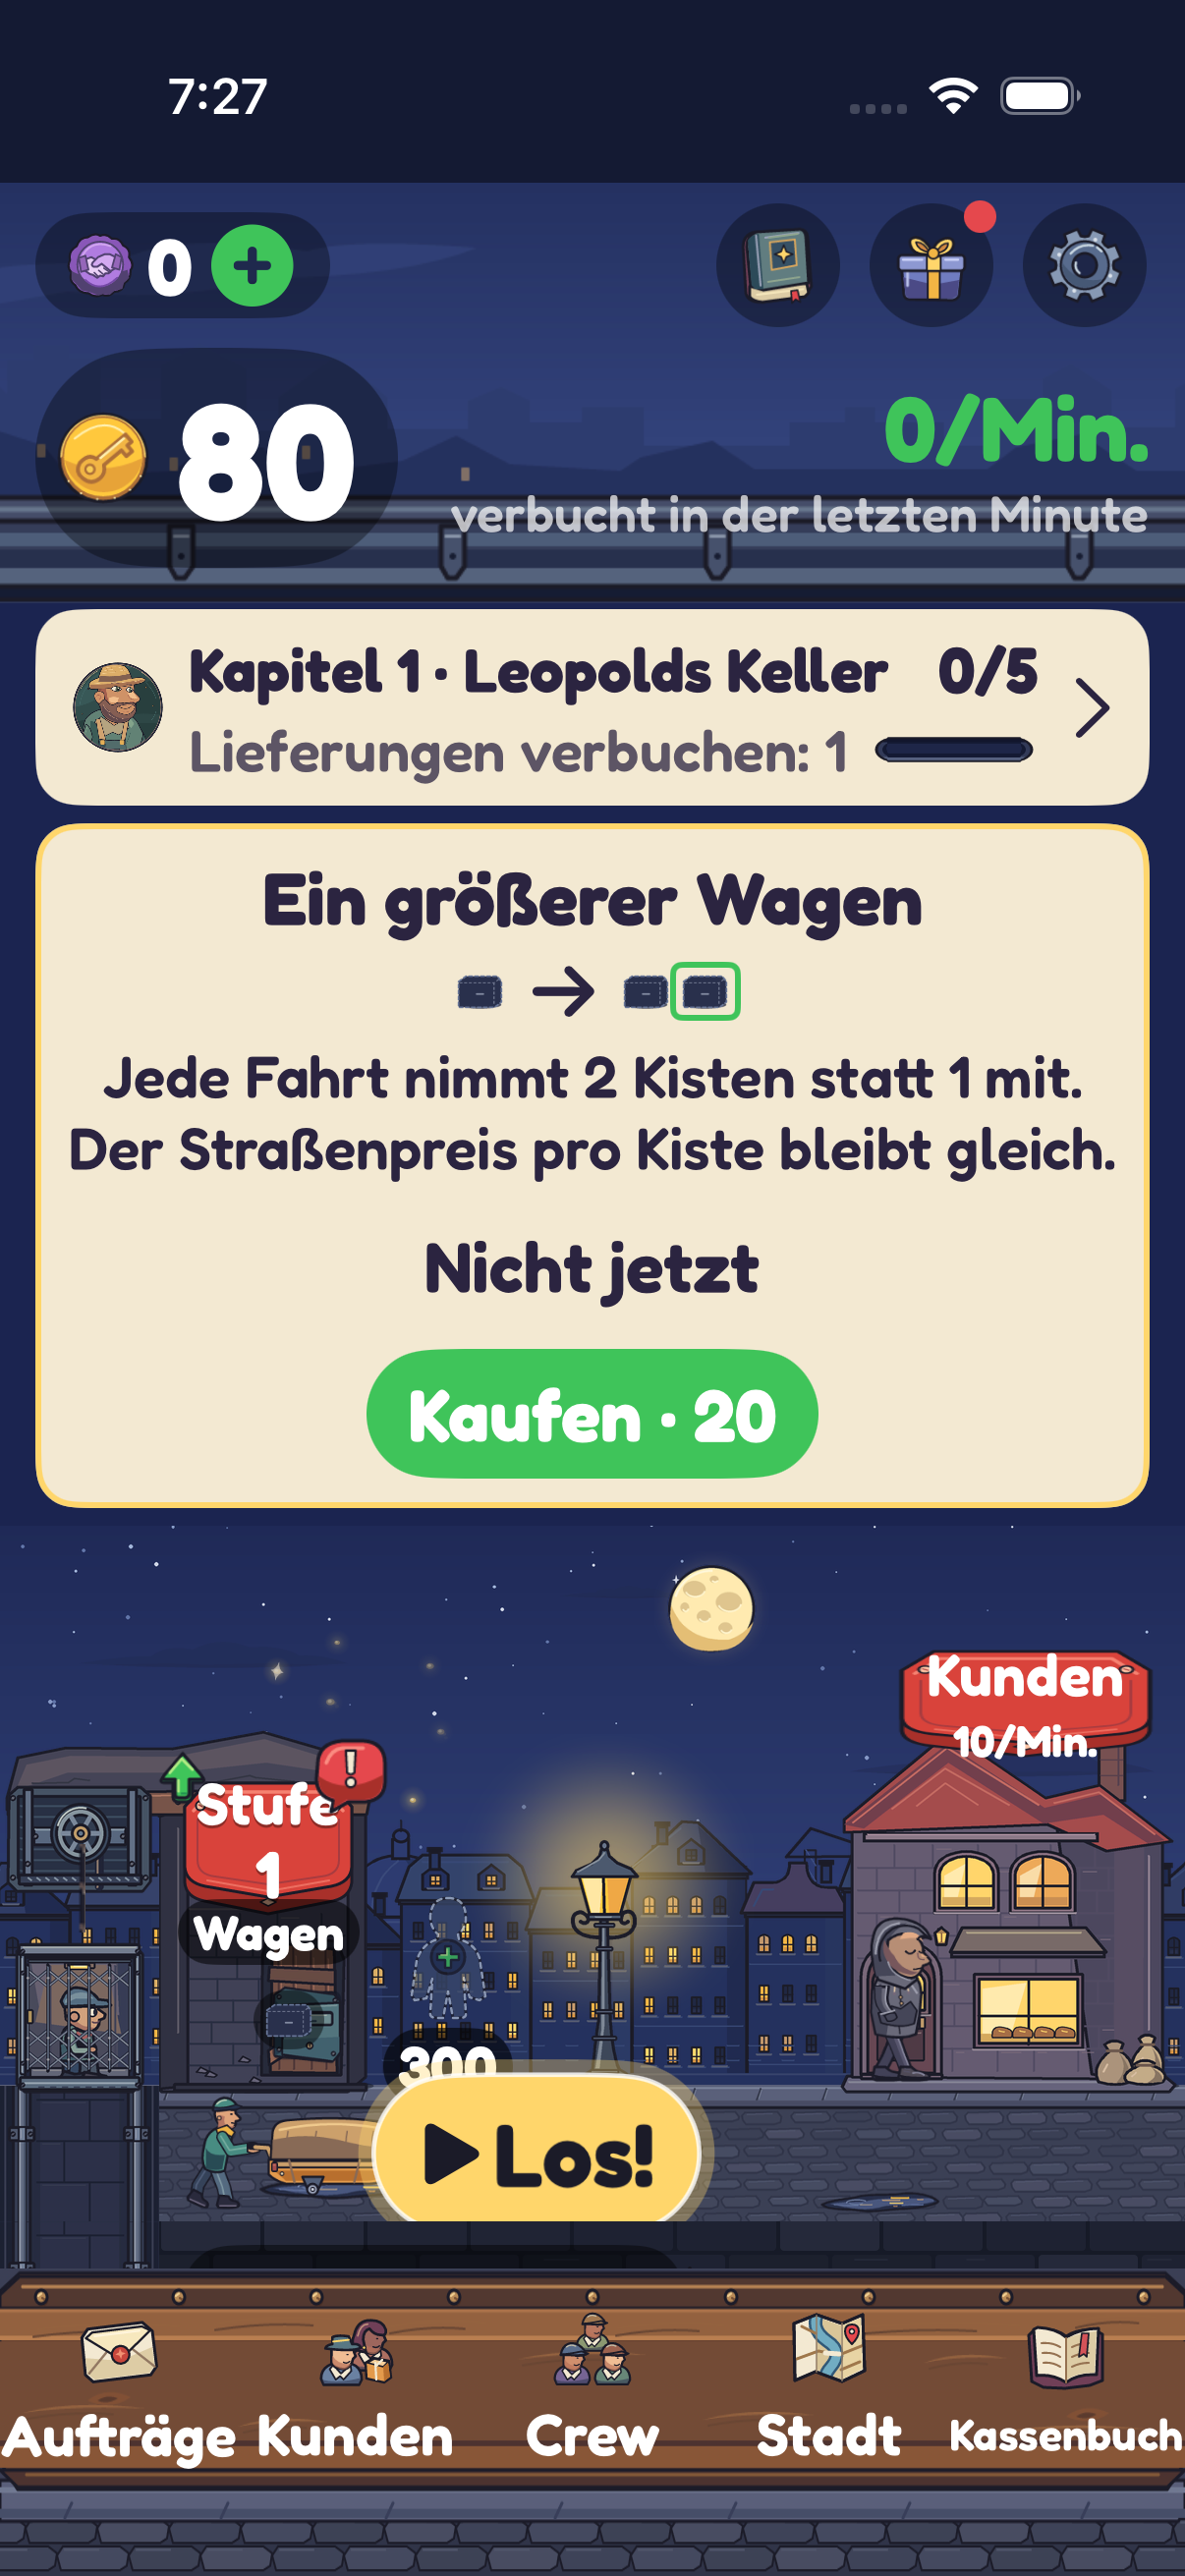 7:27
0
80
0/Min.
verbucht in der letzten Minute
Kapitel 1 · Leopolds Keller 0/5
Lieferungen verbuchen: 1
Ein größerer Wagen
Jede Fahrt nimmt 2 Kisten statt 1 mit.
Der Straßenpreis pro Kiste bleibt gleich.
Nicht jetzt
Kaufen · 20
Kunden
10/Min.
Stufe
1
Wagen
300
Los!
Aufträge Kunden Crew Stadt Kassenbuch